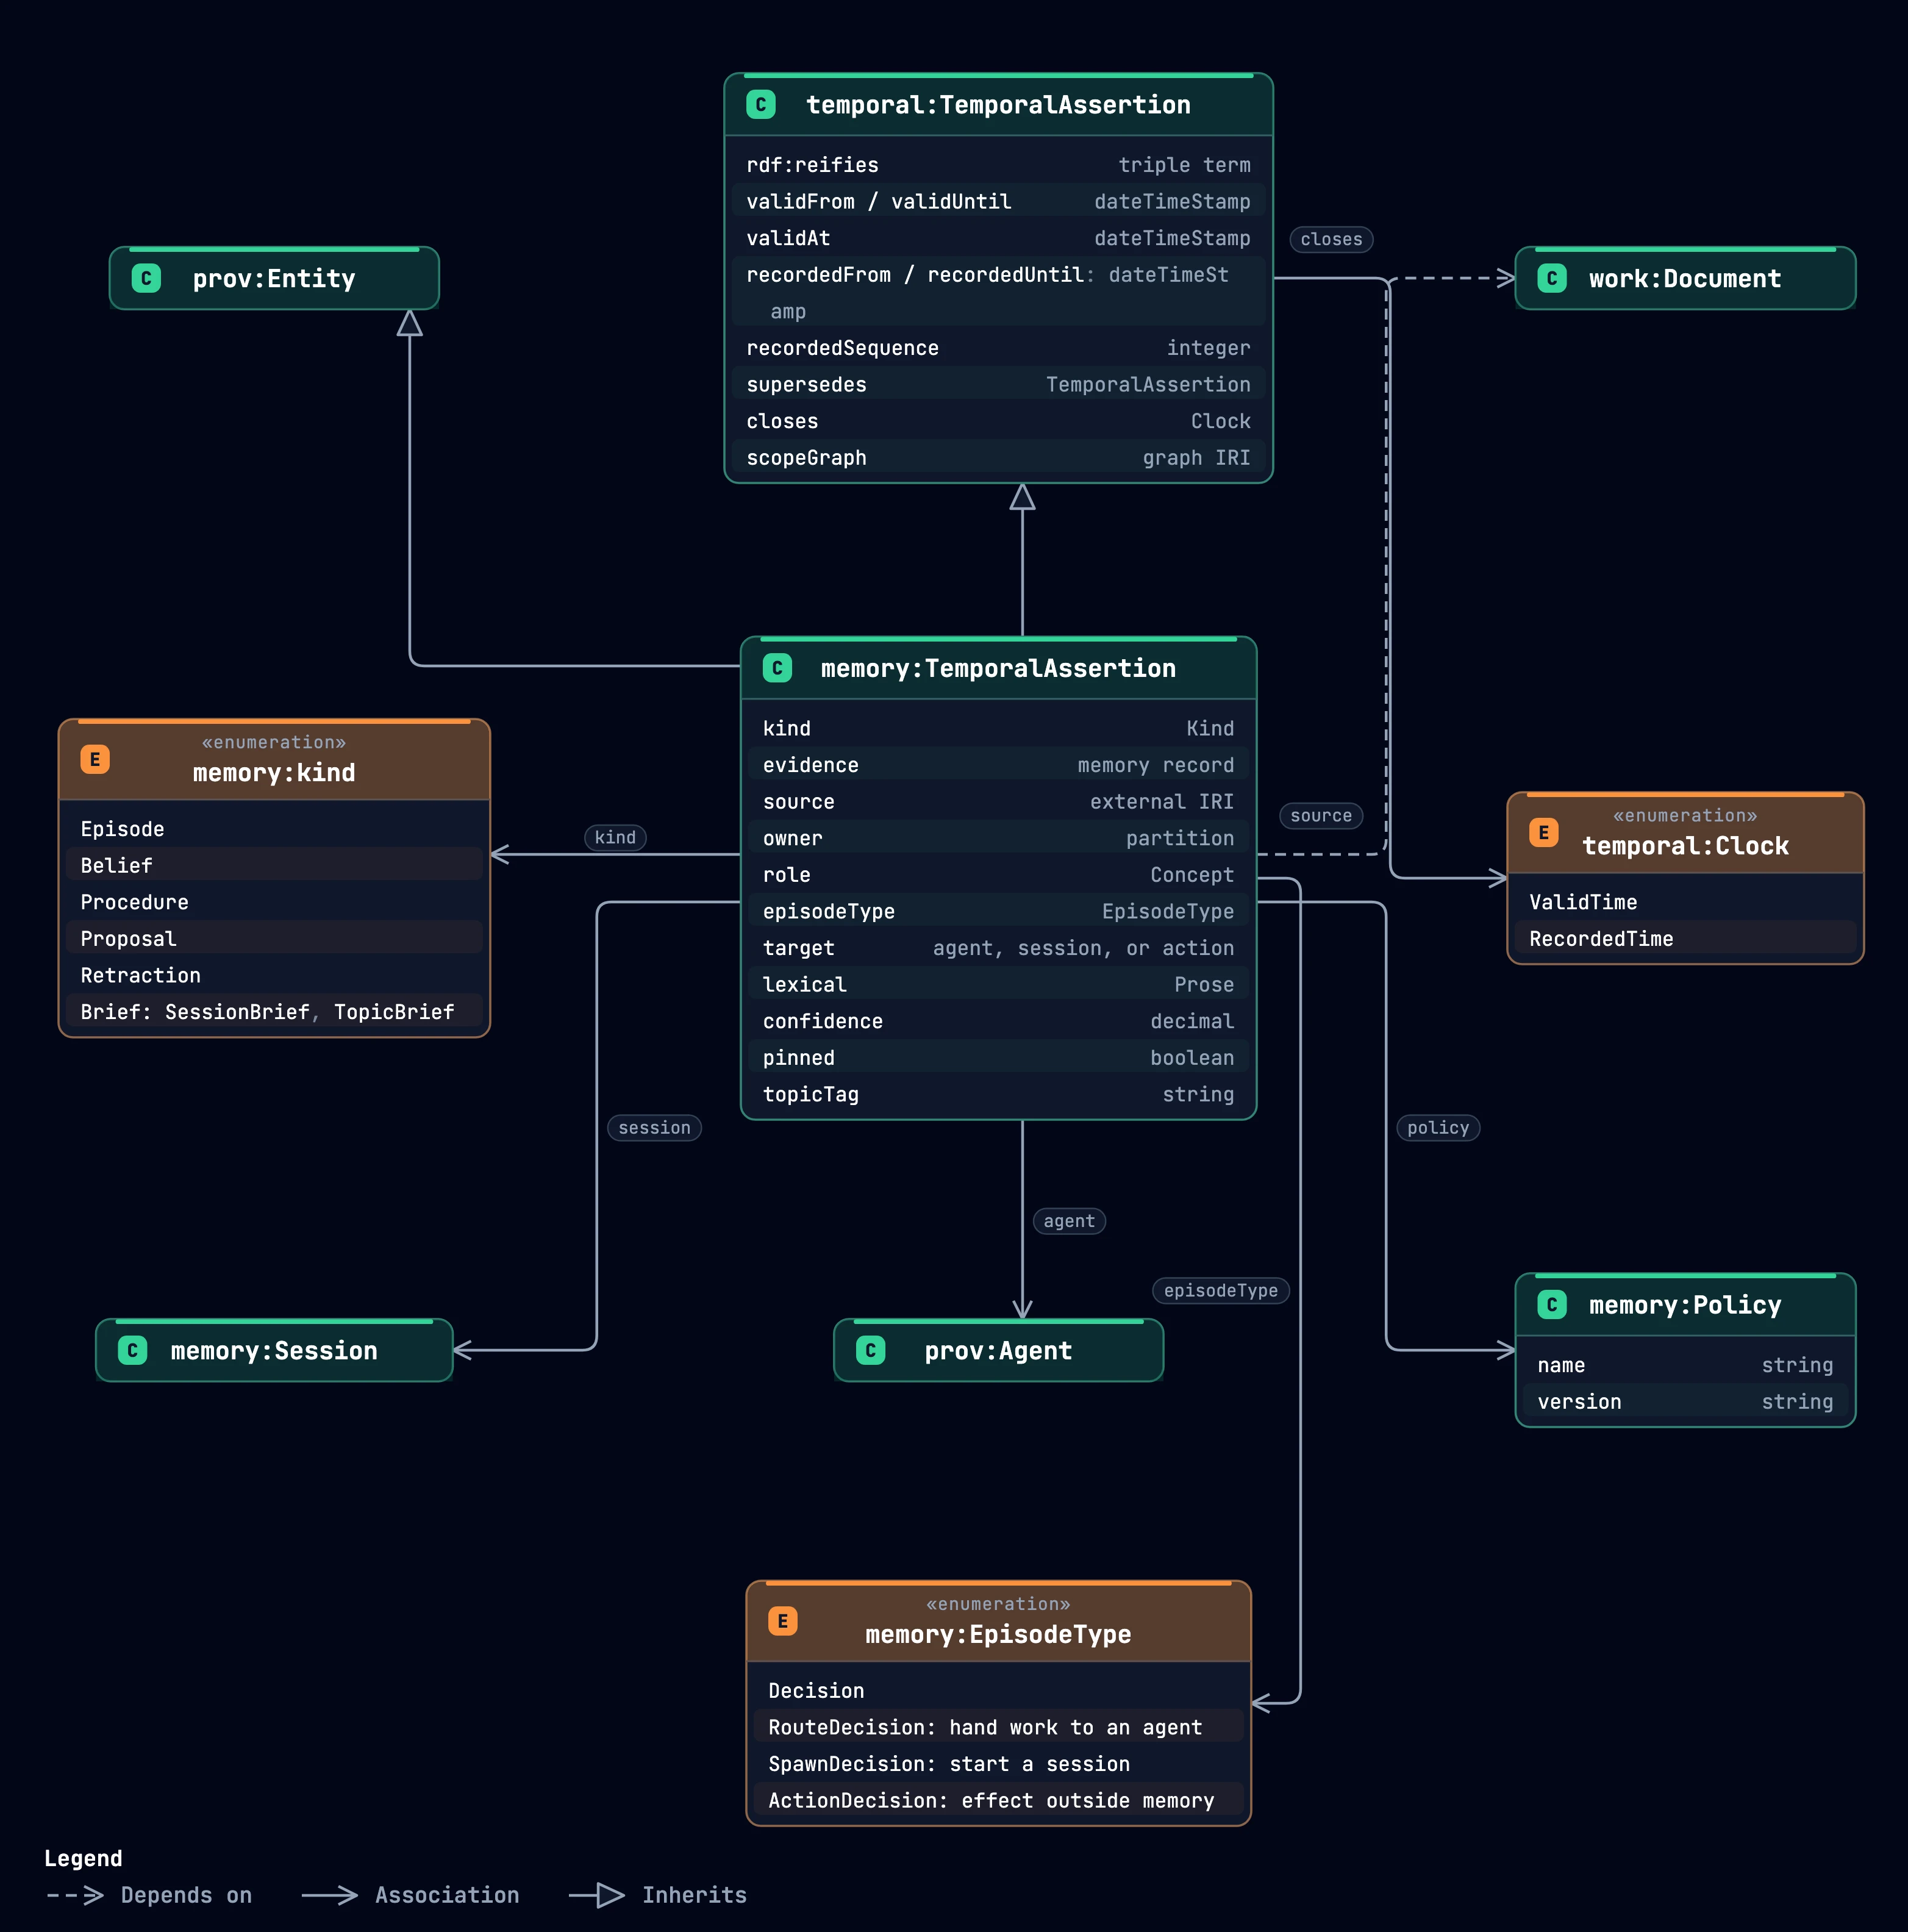 C temporal:TemporalAssertion
rdf:reifies triple term
validFrom / validUntil dateTimeStamp
validAt dateTimeStamp
recordedFrom / recordedUntil: dateTimeSt
amp
recordedSequence integer
supersedes TemporalAssertion
closes Clock
scopeGraph graph IRI
closes
C prov:Entity
C work:Document
C memory:TemporalAssertion
kind Kind
evidence memory record
source external IRI
owner partition
role Concept
episodeType EpisodeType
target agent, session, or action
lexical Prose
confidence decimal
pinned boolean
topicTag string
«enumeration»
E memory:kind
Episode
Belief
Procedure
Proposal
Retraction
Brief: SessionBrief, TopicBrief
kind
source
«enumeration»
E temporal:Clock
ValidTime
RecordedTime
session
policy
agent
episodeType
C memory:Session
C prov:Agent
C memory:Policy
name string
version string
«enumeration»
E memory:EpisodeType
Decision
RouteDecision: hand work to an agent
SpawnDecision: start a session
ActionDecision: effect outside memory
Legend
Depends on Association Inherits